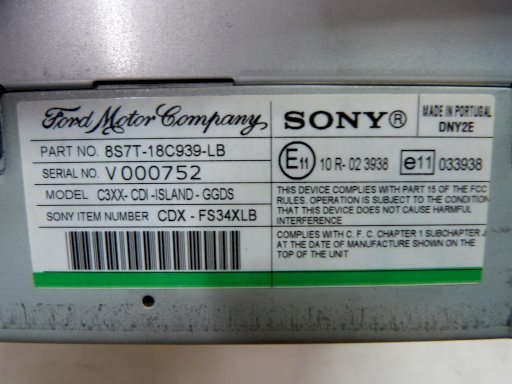 Ford Motor Company,
SONY®
MADE IN PORTUGAL
DNY2E
PART NO. 8S7T-18C939-LB
SERIAL NO. V000752
MODEL C3XX- CDI -ISLAND - GGDS
SONY ITEM NUMBER CDX - FS34XLB
E11 10 R- 02 3938 e11 033938
THIS DEVICE COMPLIES WITH PART 15 OF THE FCC
RULES. OPERATION IS SUBJECT TO THE CONDITION
THAT THIS DEVICE DOES NOT CAUSE HARMFUL
INTERFERENCE
COMPLIES WITH C. F. C. CHAPTER 1 SUBCHAPTER J
AT THE DATE OF MANUFACTURE SHOWN ON THE
TOP OF THE UNIT